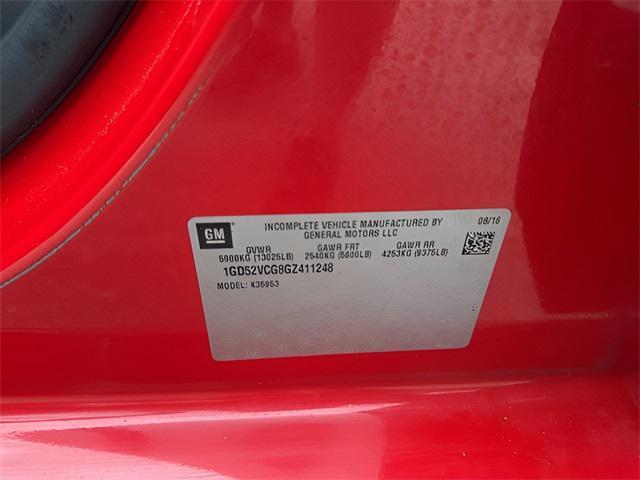 GM
INCOMPLETE VEHICLE MANUFACTURED BY
GENERAL MOTORS LLC
08/16
GVWR GAWR FRT GAWR RR
5900KG (13025LB) 2540KG (5600LB) 4253KG (9375LB)
1GD52VCG8GZ411248
MODEL: K35953